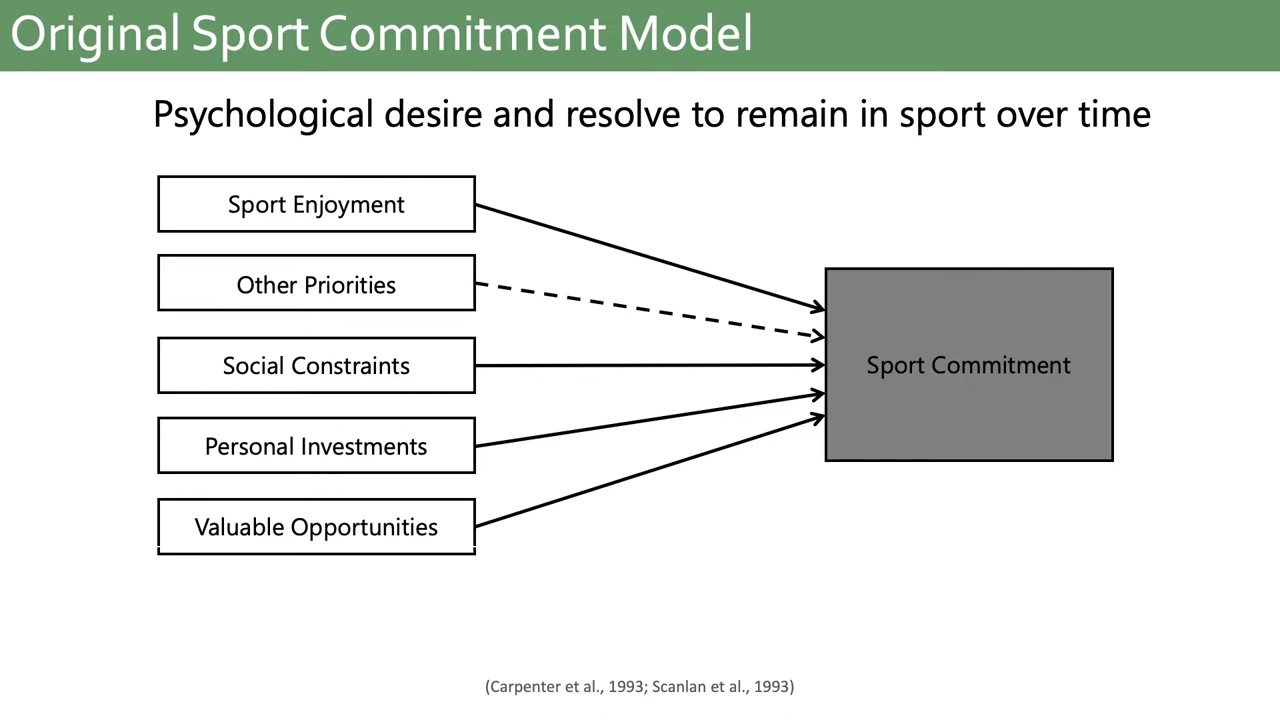 Original Sport Commitment Model
Psychological desire and resolve to remain in sport over time
Sport Enjoyment
Other Priorities
Social Constraints
Personal Investments
Valuable Opportunities
Sport Commitment
(Carpenter et al., 1993; Scanlan et al., 1993)